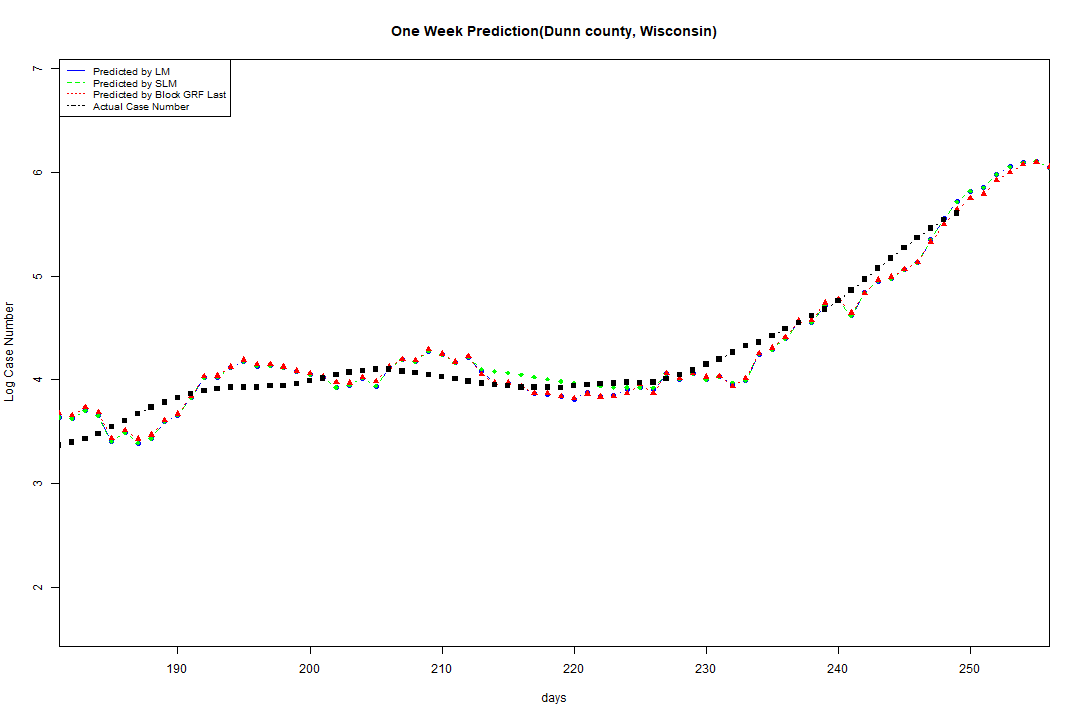 One Week Prediction(Dunn county, Wisconsin)
Predicted by LM
Predicted by SLM
Predicted by Block GRF Last
Actual Case Number
7
6
5
4
3
2
Log Case Number
190 200 210 220 230 240 250
days